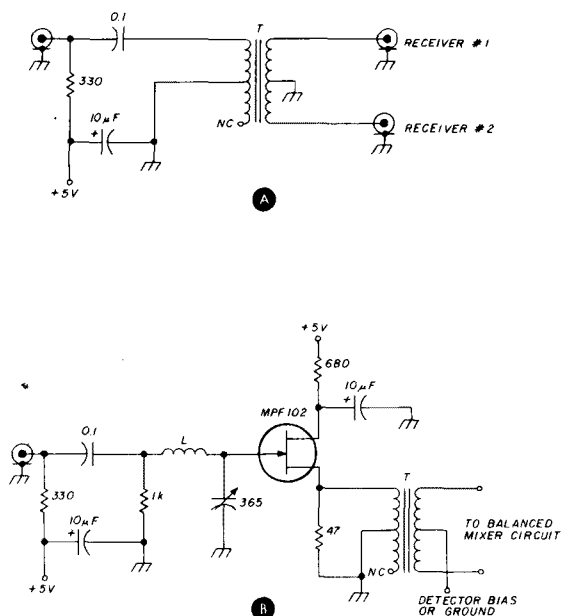 0.1
T
RECEIVER #1
330
10μF
+
NC
RECEIVER #2
+5V
A
+5V
680
10μF
+
MPF102
0.1
L
T
330
1k
365
47
TO BALANCED
MIXER CIRCUIT
10μF
+
NC
+5V
DETECTOR BIAS
OR GROUND
B